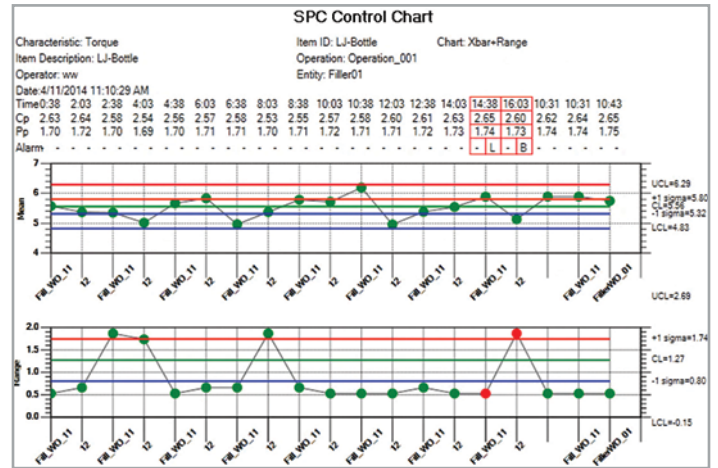 SPC Control Chart
Characteristic: Torque Item ID: LJ-Bottle Chart: Xbar+Range
Item Description: LJ-Bottle Operation: Operation_001
Operator: ww Entity: Filler01
Date:4/11/2014 11:10:29 AM
Time0:38 2:03 2:38 4:03 4:38 6:03 6:38 8:03 8:38 10:03 10:38 12:03 12:38 14:03 14:38 16:03 10:31 10:31 10:43
Cp 2.63 2.64 2.58 2.54 2.56 2.57 2.58 2.53 2.55 2.57 2.58 2.60 2.61 2.63 2.65 2.60 2.62 2.64 2.65
Pp 1.70 1.72 1.70 1.69 1.70 1.71 1.71 1.70 1.71 1.72 1.71 1.71 1.72 1.73 1.74 1.73 1.74 1.74 1.75
Alarm - - - - - - - - - - - - - - - - - - - - - - - - - - - - - L - B - - - - - -
7
6
5
4
Mean
UCL=6.29
+1 sigma=5.80
CL=5.56
-1 sigma=5.32
LCL=4.83
Fill_WO_11 12 Fill_WO_11 12 Fill_WO_11 12 Fill_WO_11 12 Fill_WO_11 12 Fill_WO_11 12 Fill_WO_11 12 Fill_WO_11 12 Fill_WO_11 FillerWO_01
UCL=2.69
2.0
1.5
1.0
0.5
0.0
Range
+1 sigma=1.74
CL=1.27
-1 sigma=0.80
LCL=-0.15
Fill_WO_11 12 Fill_WO_11 12 Fill_WO_11 12 Fill_WO_11 12 Fill_WO_11 12 Fill_WO_11 12 Fill_WO_11 12 Fill_WO_11 12 Fill_WO_11 FillerWO_01